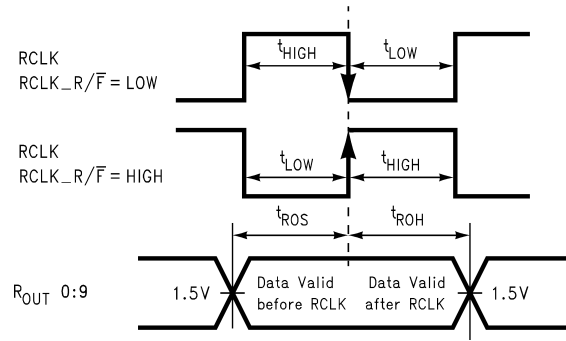 RCLK
RCLK_R/F̅ = LOW
tHIGH
tLOW
RCLK
RCLK_R/F̅ = HIGH
tLOW
tHIGH
tROS
tROH
ROUT 0:9
1.5V
Data Valid
before RCLK
Data Valid
after RCLK
1.5V